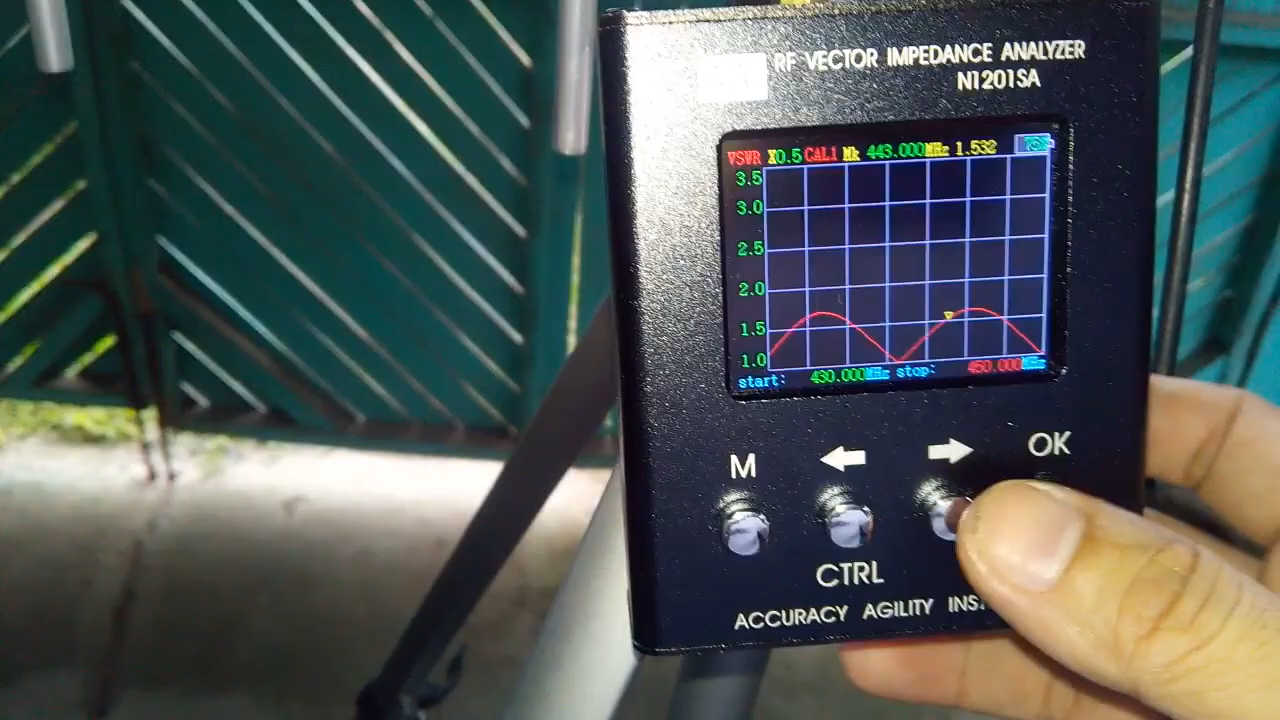 RF VECTOR IMPEDANCE ANALYZER
N1201SA
VSWR X0.5 CAL1 Mk 443.000MHz 1.532
3.5
3.0
2.5
2.0
1.5
1.0
start: 430.000MHz stop: 450.000MHz
M
OK
CTRL
ACCURACY AGILITY